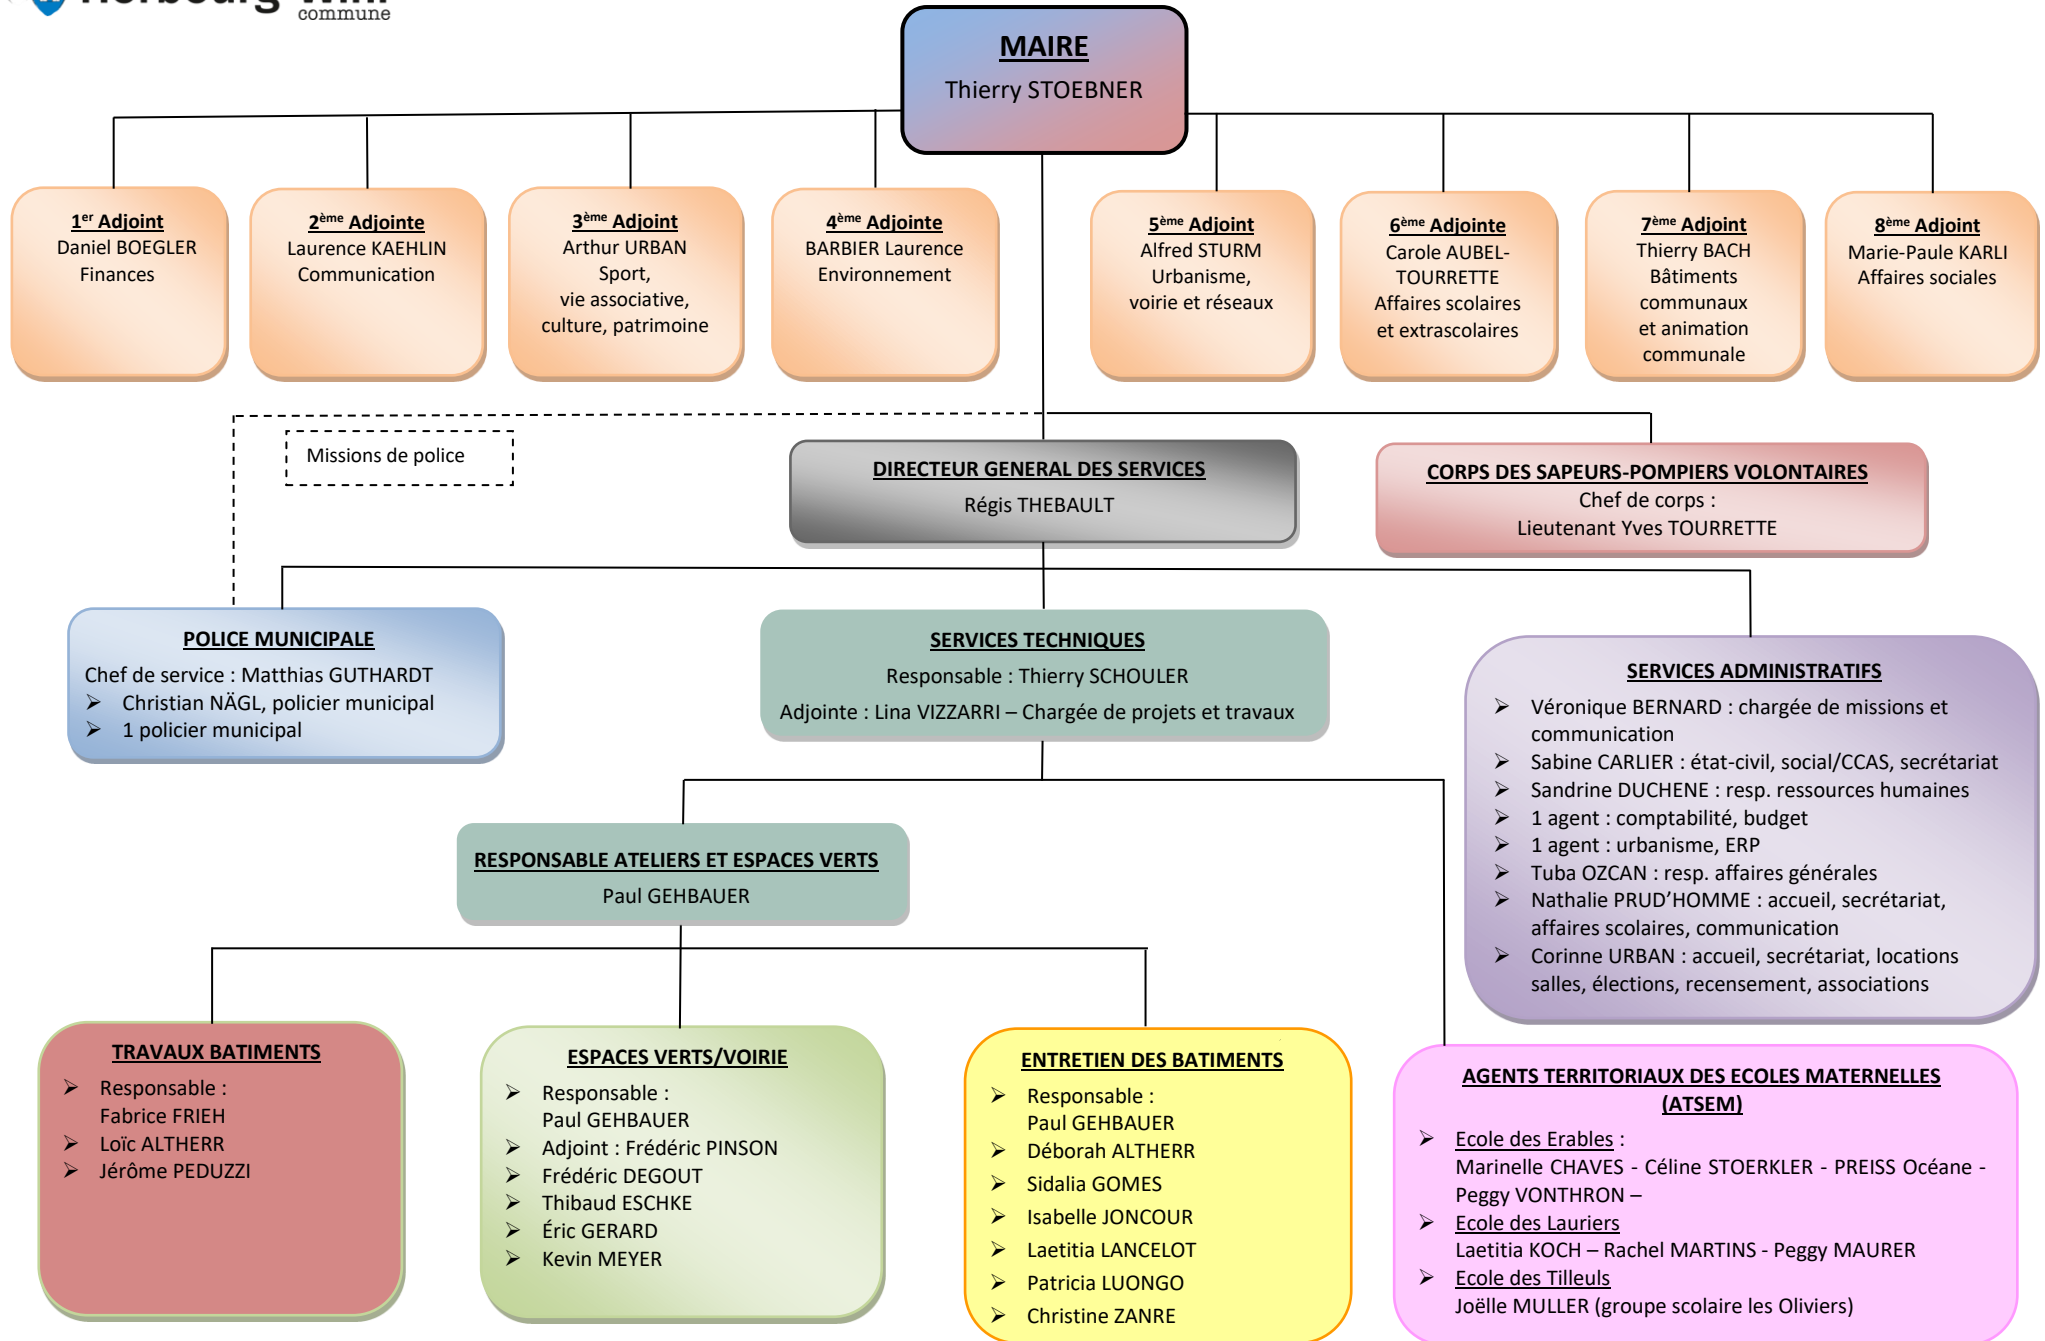 commune
MAIRE
Thierry STOEBNER
1er Adjoint
Daniel BOEGLER
Finances
2ème Adjointe
Laurence KAEHLIN
Communication
3ème Adjoint
Arthur URBAN
Sport,
vie associative,
culture, patrimoine
4ème Adjointe
BARBIER Laurence
Environnement
5ème Adjoint
Alfred STURM
Urbanisme,
voirie et réseaux
6ème Adjointe
Carole AUBEL-
TOURRETTE
Affaires scolaires
et extrascolaires
7ème Adjoint
Thierry BACH
Bâtiments
communaux
et animation
communale
8ème Adjoint
Marie-Paule KARLI
Affaires sociales
Missions de police
DIRECTEUR GENERAL DES SERVICES
Régis THEBAULT
CORPS DES SAPEURS-POMPIERS VOLONTAIRES
Chef de corps :
Lieutenant Yves TOURRETTE
POLICE MUNICIPALE
Chef de service : Matthias GUTHARDT
➢ Christian NÄGL, policier municipal
➢ 1 policier municipal
SERVICES TECHNIQUES
Responsable : Thierry SCHOULER
Adjointe : Lina VIZZARRI – Chargée de projets et travaux
SERVICES ADMINISTRATIFS
➢ Véronique BERNARD : chargée de missions et
communication
➢ Sabine CARLIER : état-civil, social/CCAS, secrétariat
➢ Sandrine DUCHENE : resp. ressources humaines
➢ 1 agent : comptabilité, budget
➢ 1 agent : urbanisme, ERP
➢ Tuba OZCAN : resp. affaires générales
➢ Nathalie PRUD’HOMME : accueil, secrétariat,
affaires scolaires, communication
➢ Corinne URBAN : accueil, secrétariat, locations
salles, élections, recensement, associations
RESPONSABLE ATELIERS ET ESPACES VERTS
Paul GEHBAUER
TRAVAUX BATIMENTS
➢ Responsable :
Fabrice FRIEH
➢ Loïc ALTHERR
➢ Jérôme PEDUZZI
ESPACES VERTS/VOIRIE
➢ Responsable :
Paul GEHBAUER
➢ Adjoint : Frédéric PINSON
➢ Frédéric DEGOUT
➢ Thibaud ESCHKE
➢ Éric GERARD
➢ Kevin MEYER
ENTRETIEN DES BATIMENTS
➢ Responsable :
Paul GEHBAUER
➢ Déborah ALTHERR
➢ Sidalia GOMES
➢ Isabelle JONCOUR
➢ Laetitia LANCELOT
➢ Patricia LUONGO
➢ Christine ZANRE
AGENTS TERRITORIAUX DES ECOLES MATERNELLES
(ATSEM)
➢ Ecole des Erables :
Marinelle CHAVES - Céline STOERKLER - PREISS Océane -
Peggy VONTHRON –
➢ Ecole des Lauriers
Laetitia KOCH – Rachel MARTINS - Peggy MAURER
➢ Ecole des Tilleuls
Joëlle MULLER (groupe scolaire les Oliviers)